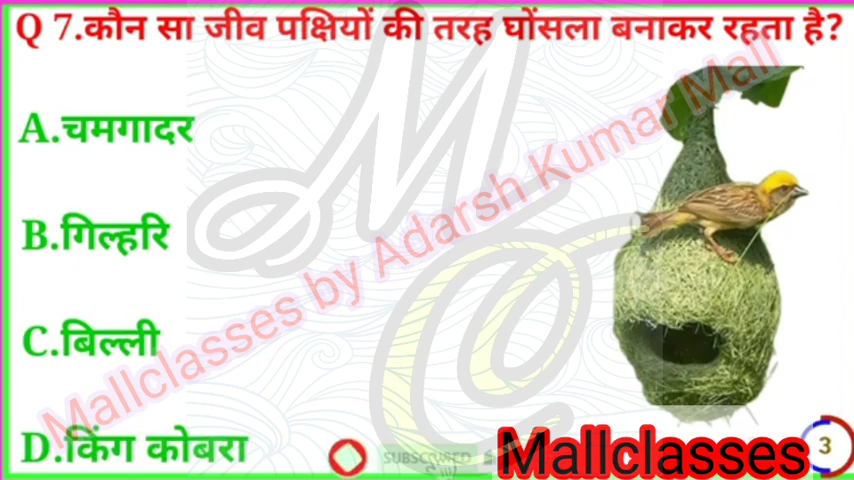 Q 7.कौन सा जीव पक्षियों की तरह घोंसला बनाकर रहता है?
A.चमगादर
B.गिल्हरि
C.बिल्ली
D.किंग कोबरा
Mallclasses by Adarsh Kumar Mall
MC
SUBSCRIBED
Mallclasses
3